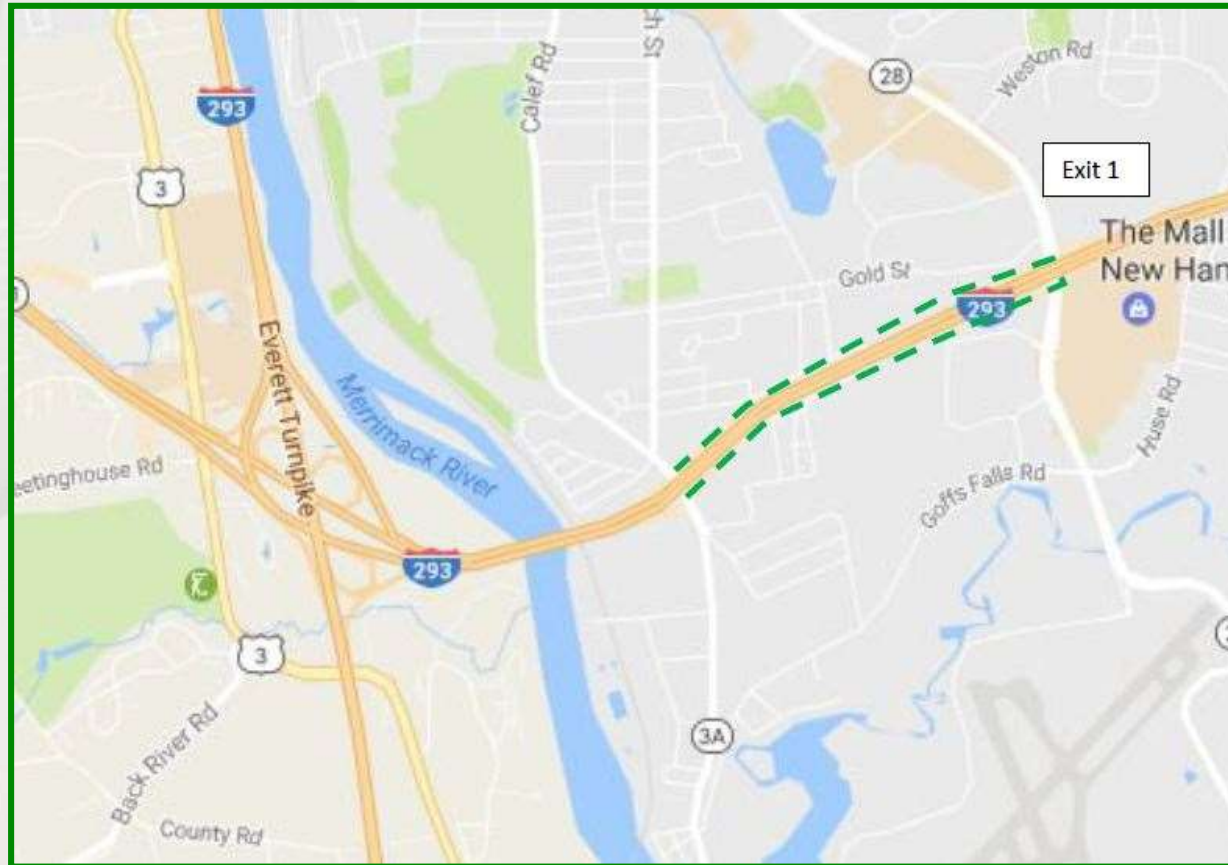 Calef Rd
h St
28
Weston Rd
293
3
Exit 1
The Mall
New Han
Gold St
293
Everett Turnpike
Merrimack River
Huse Rd
eetinghouse Rd
Goffs Falls Rd
293
3
3A
Back River Rd
County Rd